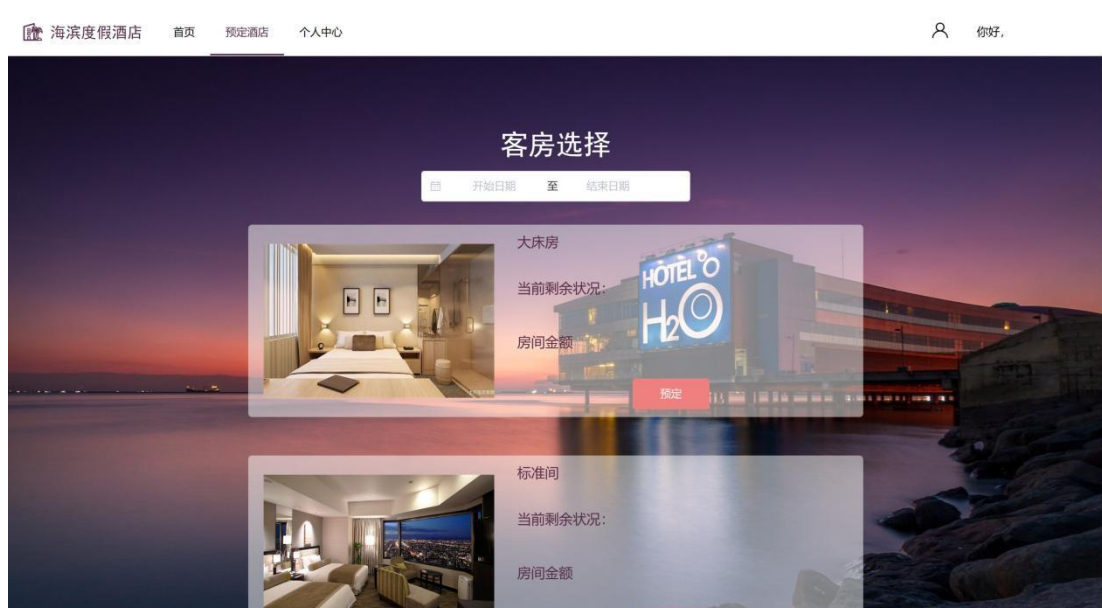 海滨度假酒店 首页 预定酒店 个人中心 你好,
客房选择
开始日期 至 结束日期
大床房
当前剩余状况:
HOTEL
H2O
房间金额
预定
标准间
当前剩余状况:
房间金额